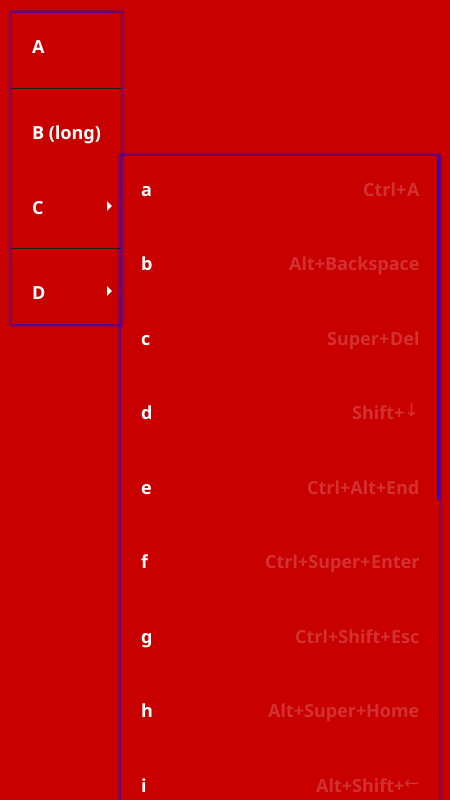 A
B (long)
C
D
a Ctrl+A
b Alt+Backspace
c Super+Del
d Shift+↓
e Ctrl+Alt+End
f Ctrl+Super+Enter
g Ctrl+Shift+Esc
h Alt+Super+Home
i Alt+Shift+←